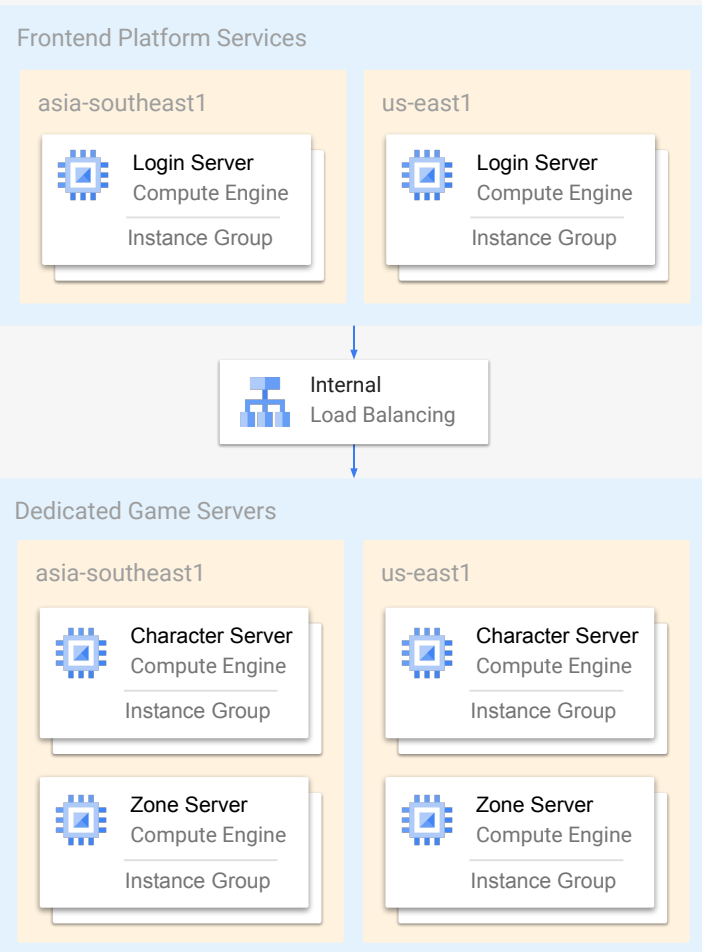 Frontend Platform Services
asia-southeast1
Login Server
Compute Engine
Instance Group
us-east1
Login Server
Compute Engine
Instance Group
Internal
Load Balancing
Dedicated Game Servers
asia-southeast1
Character Server
Compute Engine
Instance Group
Zone Server
Compute Engine
Instance Group
us-east1
Character Server
Compute Engine
Instance Group
Zone Server
Compute Engine
Instance Group